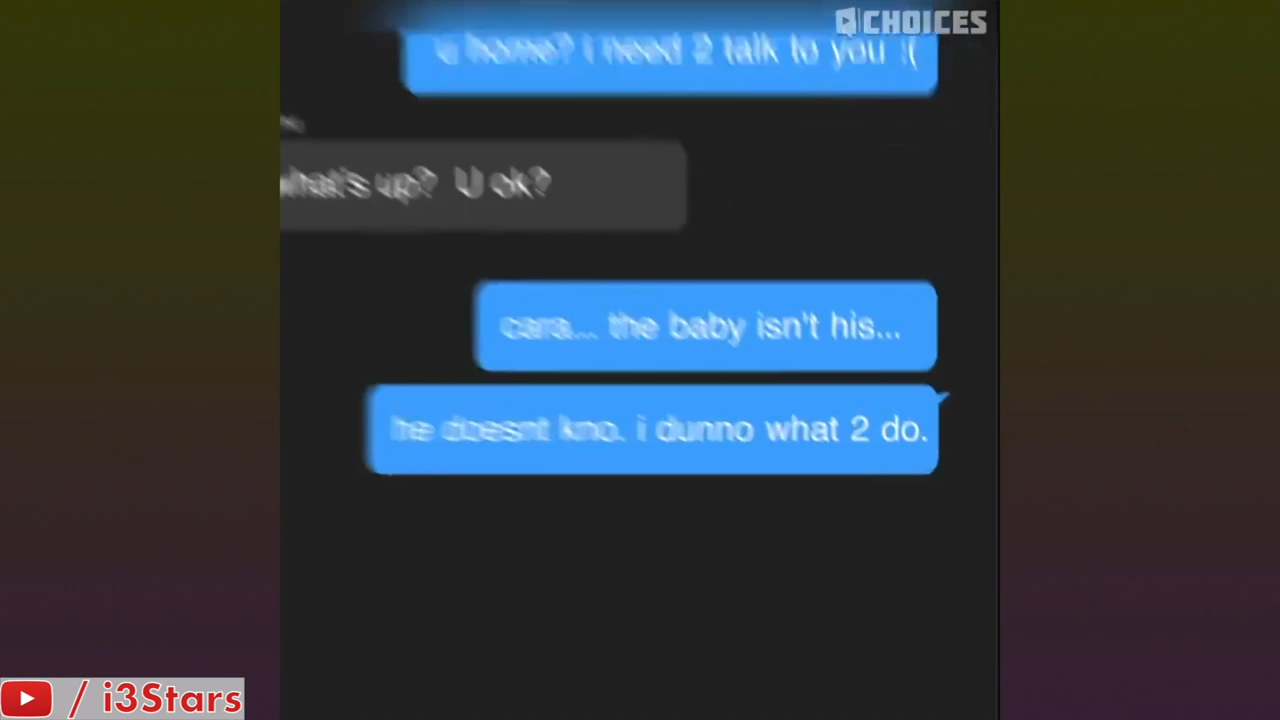 CHOICES
u home? i need 2 talk to you :(
what's up? U ok?
cara... the baby isn't his...
he doesnt kno. i dunno what 2 do.
/ i3Stars